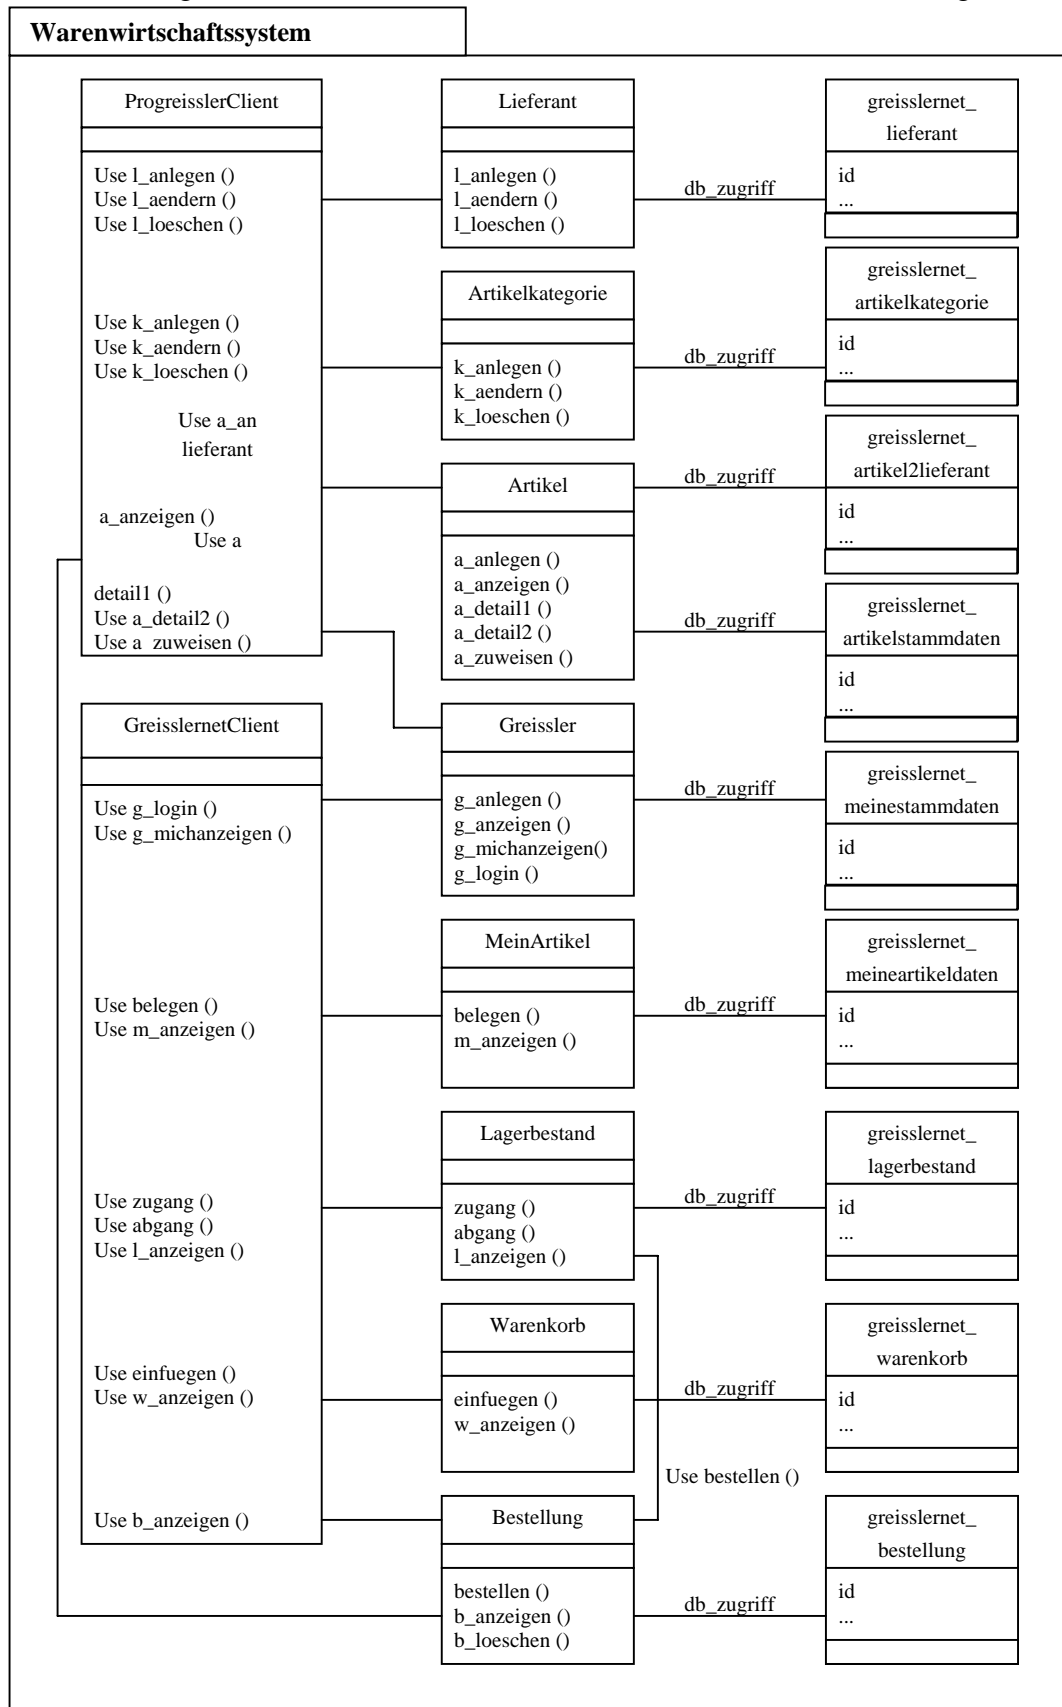 Warenwirtschaftssystem
ProgreisslerClient
Use l_anlegen ()
Use l_aendern ()
Use l_loeschen ()
Use k_anlegen ()
Use k_aendern ()
Use k_loeschen ()
Use a_an
lieferant
a_anzeigen ()
Use a
detail1 ()
Use a_detail2 ()
Use a_zuweisen ()
GreisslernetClient
Use g_login ()
Use g_michanzeigen ()
Use belegen ()
Use m_anzeigen ()
Use zugang ()
Use abgang ()
Use l_anzeigen ()
Use einfuegen ()
Use w_anzeigen ()
Use b_anzeigen ()
Lieferant
l_anlegen ()
l_aendern ()
l_loeschen ()
Artikelkategorie
k_anlegen ()
k_aendern ()
k_loeschen ()
Artikel
a_anlegen ()
a_anzeigen ()
a_detail1 ()
a_detail2 ()
a_zuweisen ()
Greissler
g_anlegen ()
g_anzeigen ()
g_michanzeigen()
g_login ()
MeinArtikel
belegen ()
m_anzeigen ()
Lagerbestand
zugang ()
abgang ()
l_anzeigen ()
Warenkorb
einfuegen ()
w_anzeigen ()
Use bestellen ()
Bestellung
bestellen ()
b_anzeigen ()
b_loeschen ()
db_zugriff
db_zugriff
db_zugriff
db_zugriff
db_zugriff
db_zugriff
db_zugriff
db_zugriff
db_zugriff
greisslernet_
lieferant
id
...
greisslernet_
artikelkategorie
id
...
greisslernet_
artikel2lieferant
id
...
greisslernet_
artikelstammdaten
id
...
greisslernet_
meinestammdaten
id
...
greisslernet_
meineartikeldaten
id
...
greisslernet_
lagerbestand
id
...
greisslernet_
warenkorb
id
...
greisslernet_
bestellung
id
...